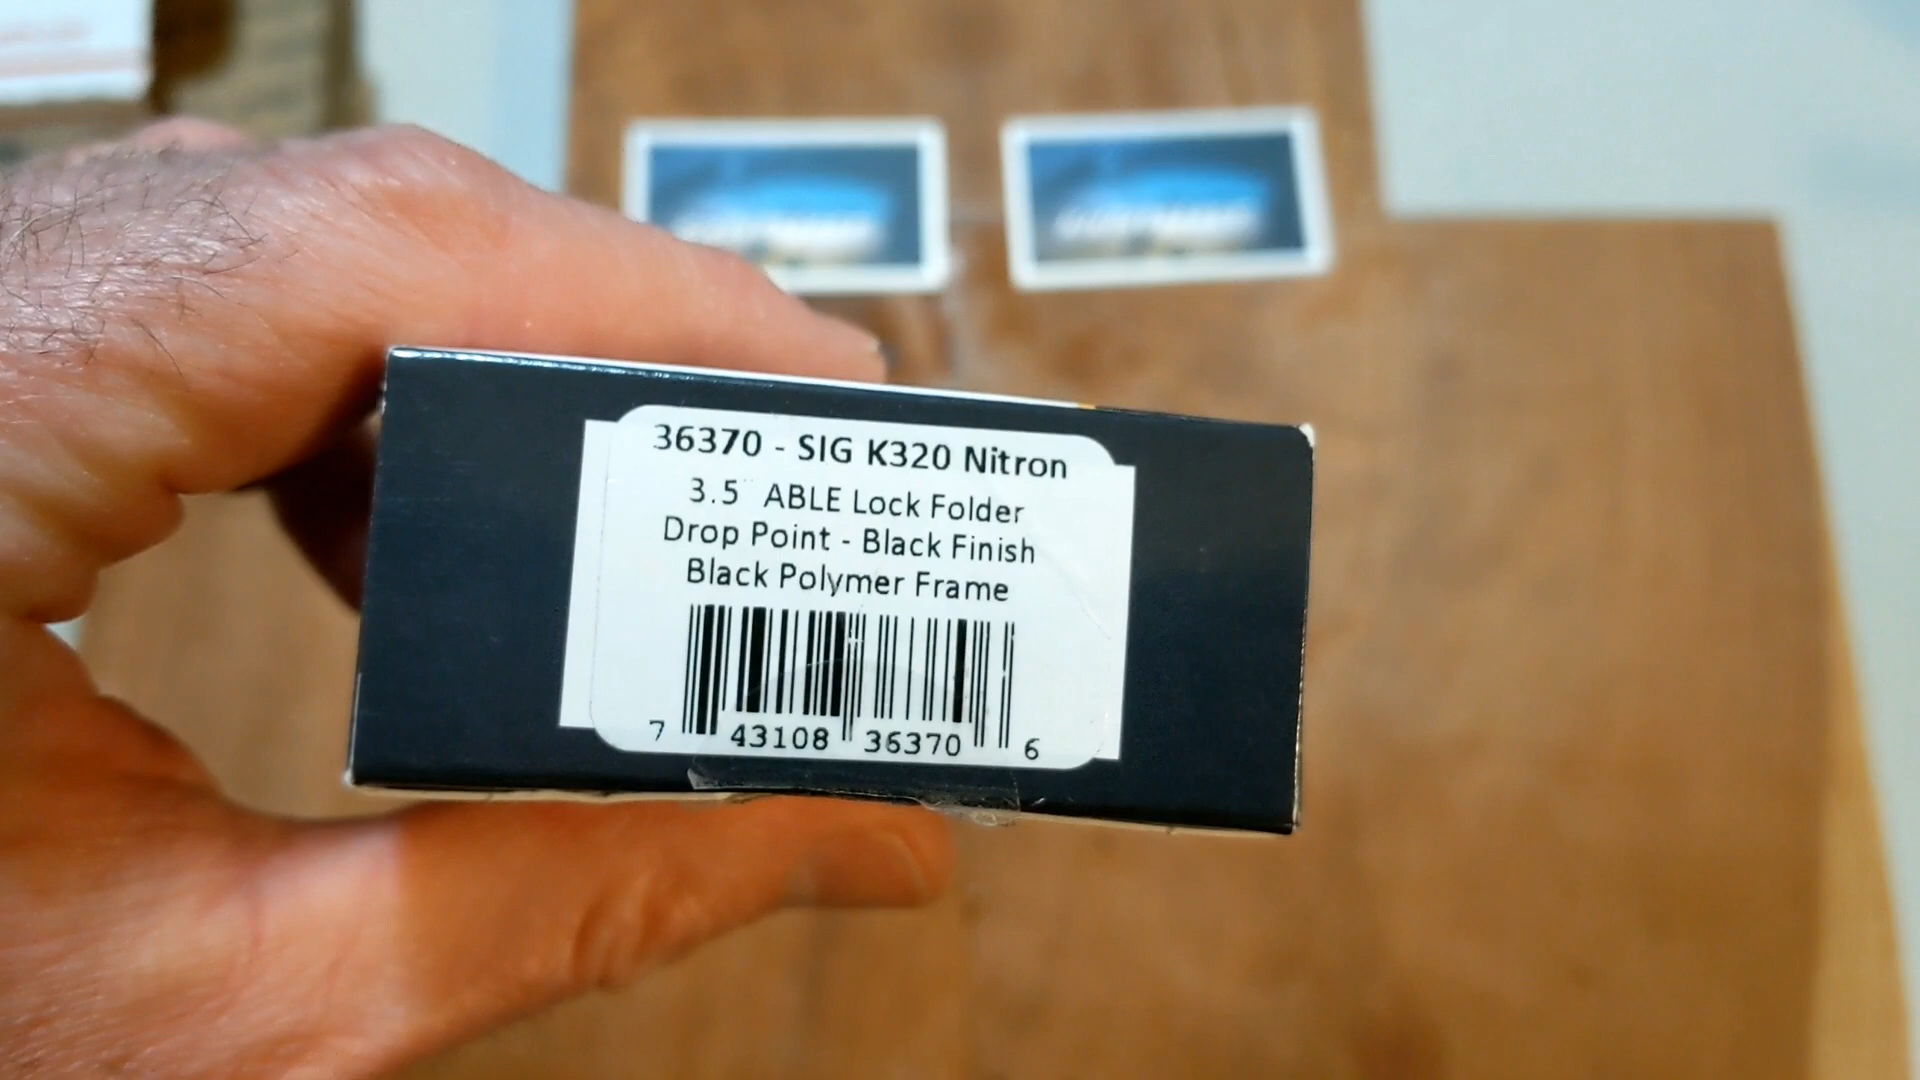 36370 - SIG K320 Nitron
3.5" ABLE Lock Folder
Drop Point - Black Finish
Black Polymer Frame
7 43108 36370 6